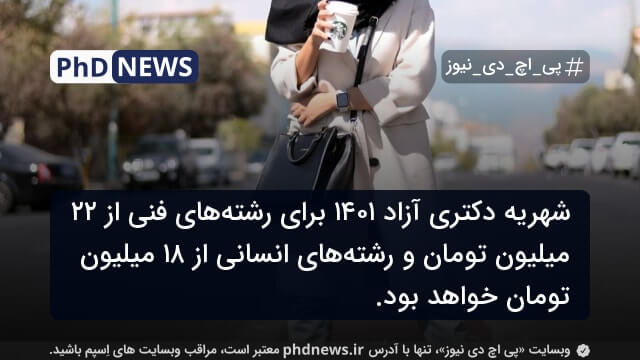 PhD NEWS
#پی_اچ_دی_نیوز
شهریه دکتری آزاد ۱۴۰۱ برای رشته‌های فنی از ۲۲
میلیون تومان و رشته‌های انسانی از ۱۸ میلیون
تومان خواهد بود.
وبسایت «پی اچ دی نیوز»، تنها با آدرس phdnews.ir معتبر است، مراقب وبسایت های اِسپم باشید.